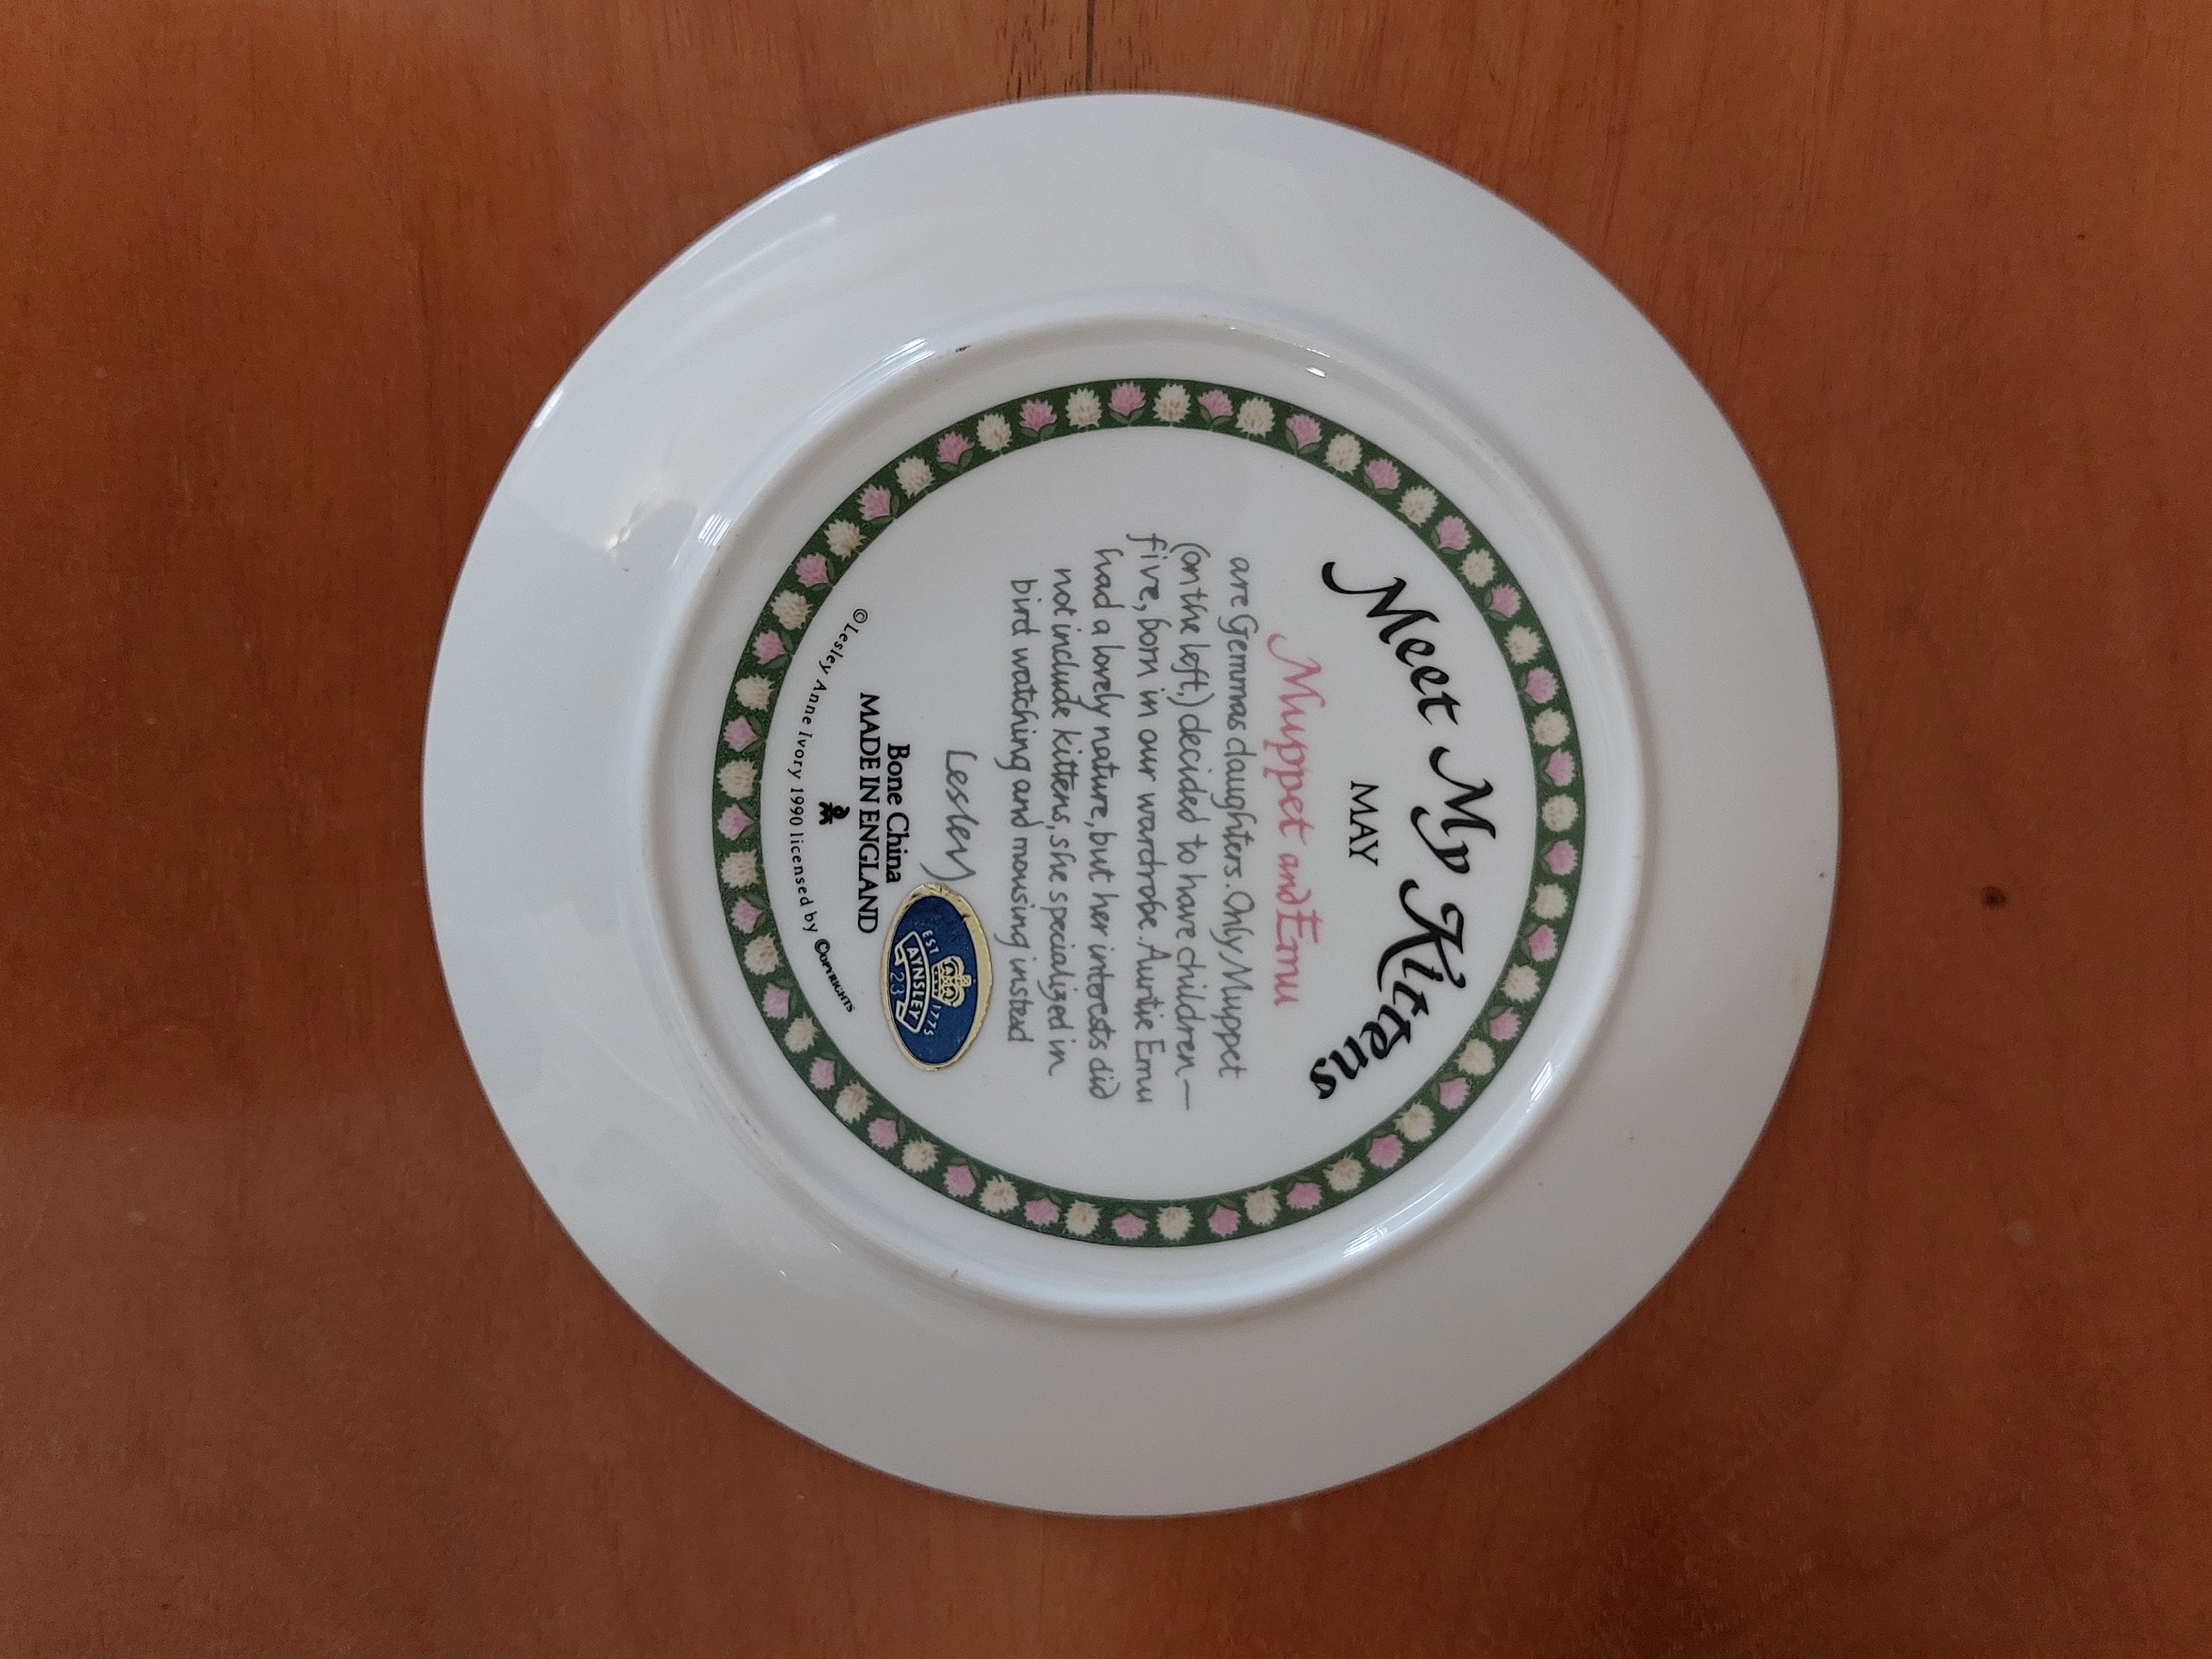 Meet My Kittens
MAY
Muppet and Emu
are Gemmas daughters. Only Muppet
(on the left,) decided to have children—
five, born in our wardrobe. Auntie Emu
had a lovely nature, but her interests did
not include kittens, she specialized in
bird watching and mousing instead
Lesley
EST 1775
AYNSLEY
23
Bone China
MADE IN ENGLAND
© Lesley Anne Ivory 1990 licensed by COPYRIGHTS